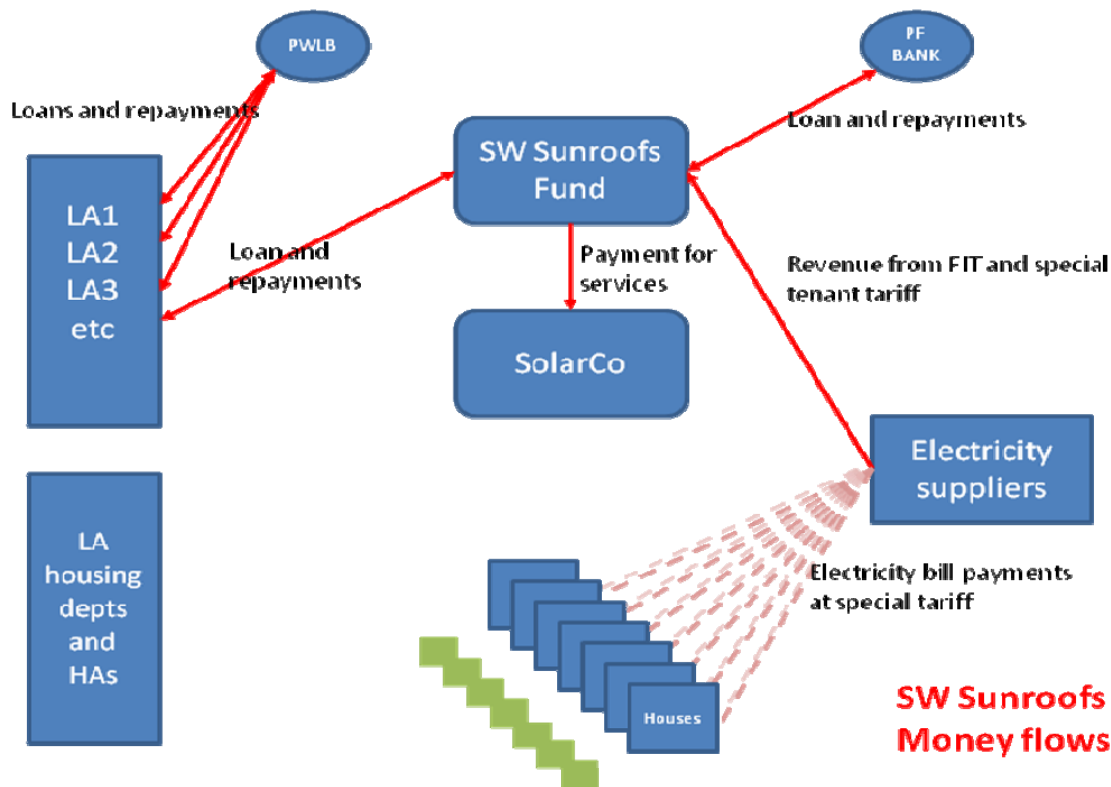 PWLB
PF
BANK
Loans and repayments
Loan and repayments
SW Sunroofs
Fund
LA1
LA2
LA3
etc
Loan and
repayments
Payment for
services
Revenue from FIT and special
tenant tariff
SolarCo
Electricity
suppliers
LA
housing
depts
and
HAs
Electricity bill payments
at special tariff
Houses
SW Sunroofs
Money flows